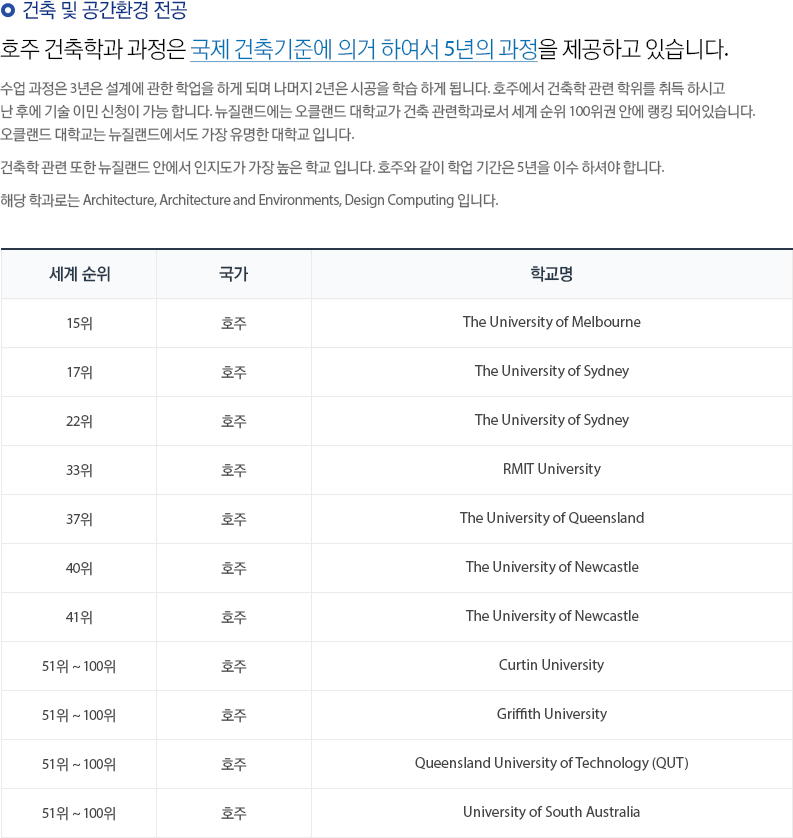 건축 및 공간환경 전공
호주 건축학과 과정은 국제 건축기준에 의거 하여서 5년의 과정을 제공하고 있습니다.
수업 과정은 3년은 설계에 관한 학업을 하게 되며 나머지 2년은 시공을 학습 하게 됩니다. 호주에서 건축학 관련 학위를 취득 하시고
난 후에 기술 이민 신청이 가능 합니다. 뉴질랜드에는 오클랜드 대학교가 건축 관련학과로서 세계 순위 100위권 안에 랭킹 되어있습니다.
오클랜드 대학교는 뉴질랜드에서도 가장 유명한 대학교 입니다.
건축학 관련 또한 뉴질랜드 안에서 인지도가 가장 높은 학교 입니다. 호주와 같이 학업 기간은 5년을 이수 하셔야 합니다.
해당 학과로는 Architecture, Architecture and Environments, Design Computing 입니다.
세계 순위 국가 학교명
15위 호주 The University of Melbourne
17위 호주 The University of Sydney
22위 호주 The University of Sydney
33위 호주 RMIT University
37위 호주 The University of Queensland
40위 호주 The University of Newcastle
41위 호주 The University of Newcastle
51위 ~ 100위 호주 Curtin University
51위 ~ 100위 호주 Griffith University
51위 ~ 100위 호주 Queensland University of Technology (QUT)
51위 ~ 100위 호주 University of South Australia